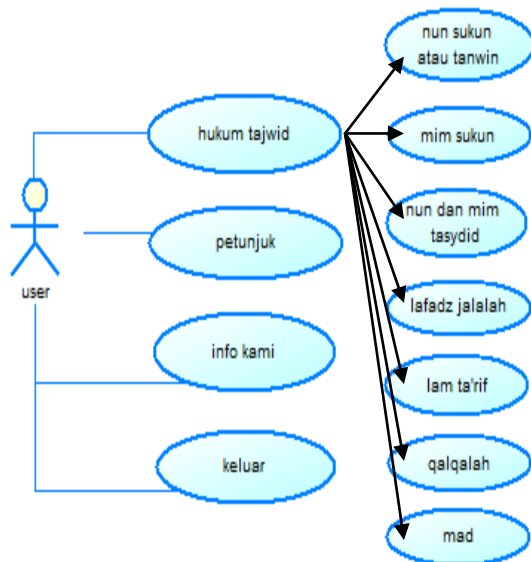 user
hukum tajwid
petunjuk
info kami
keluar
nun sukun
atau tanwin
mim sukun
nun dan mim
tasydid
lafadz jalalah
lam ta'rif
qalqalah
mad